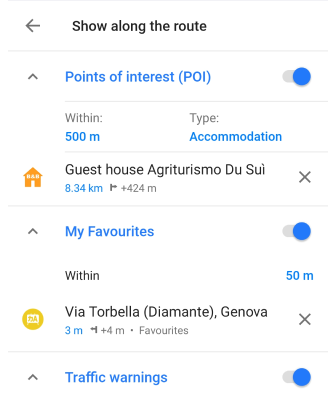 Show along the route
Points of interest (POI)
Within: Type:
500 m Accommodation
Guest house Agriturismo Du Suì
8.34 km +424 m
My Favourites
Within 50 m
Via Torbella (Diamante), Genova
3 m +4 m • Favourites
Traffic warnings